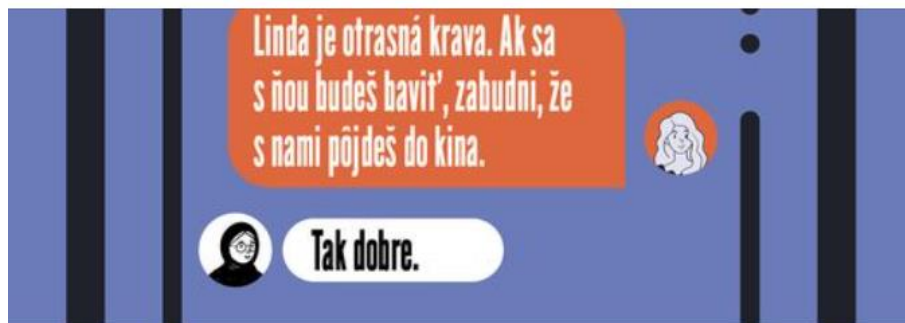 Linda je otrasná krava. Ak sa
s ňou budeš baviť, zabudni, že
s nami pôjdeš do kina.
Tak dobre.